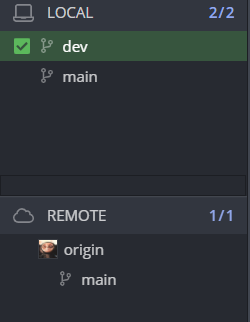 LOCAL 2/2
dev
main
REMOTE 1/1
origin
main